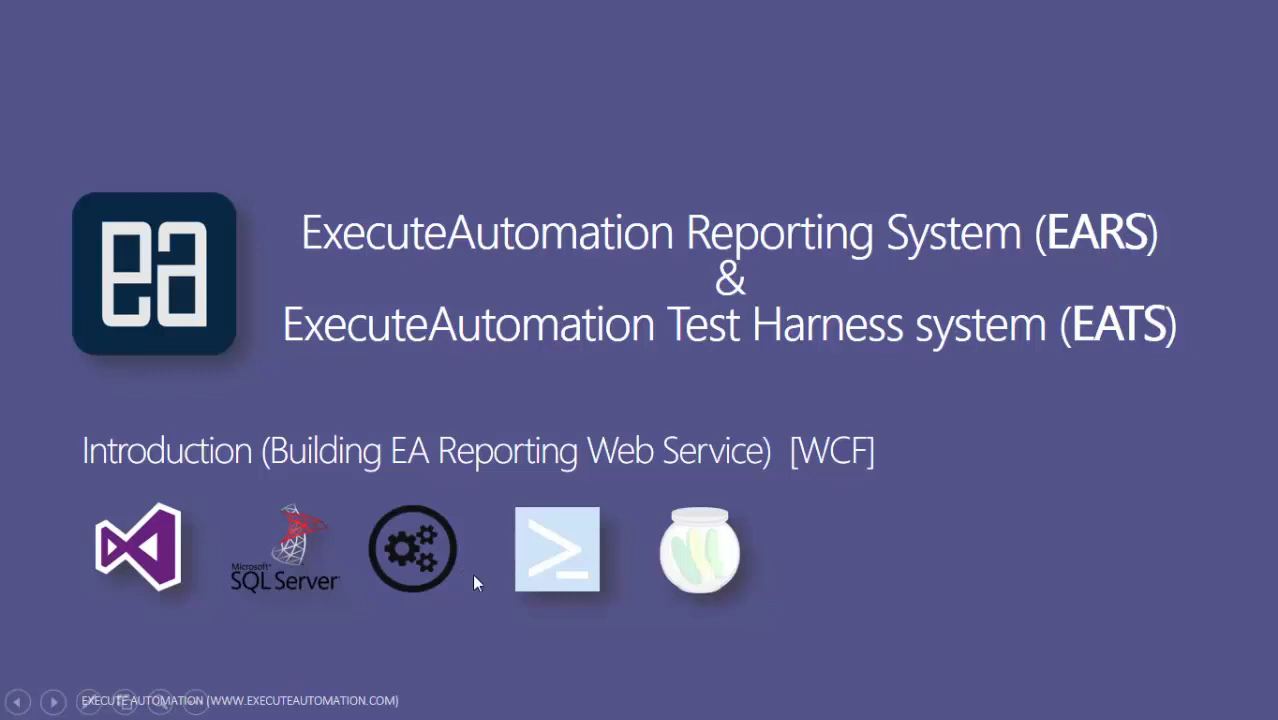 ea
ExecuteAutomation Reporting System (EARS)
&
ExecuteAutomation Test Harness system (EATS)
Introduction (Building EA Reporting Web Service) [WCF]
Microsoft
SQL Server
EXECUTE AUTOMATION (WWW.EXECUTEAUTOMATION.COM)